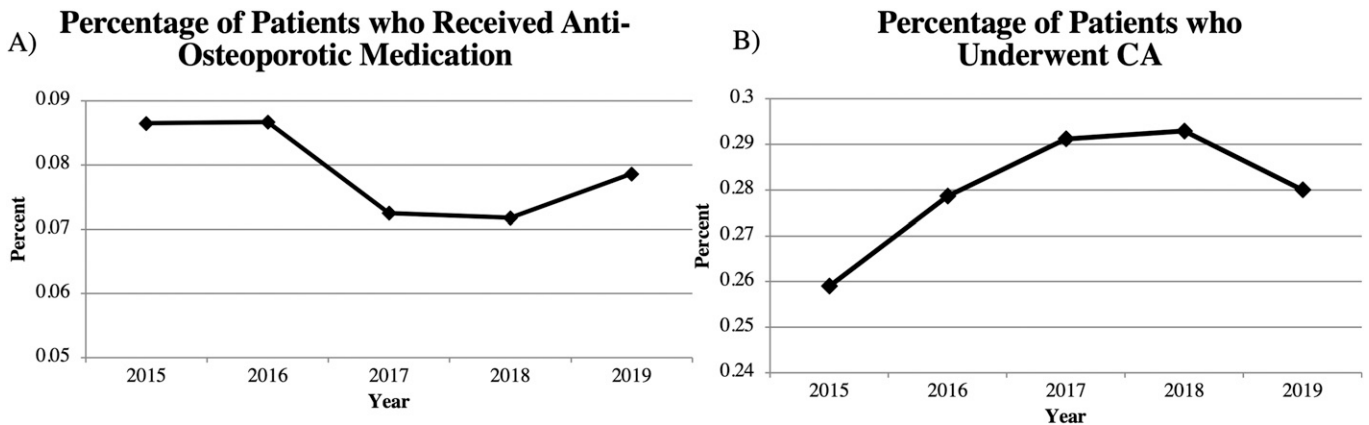 A)
Percentage of Patients who Received Anti-
Osteoporotic Medication
0.09
0.08
0.07
0.06
0.05
Percent
2015 2016 2017 2018 2019
Year
B)
Percentage of Patients who
Underwent CA
0.3
0.29
0.28
0.27
0.26
0.25
0.24
Percent
2015 2016 2017 2018 2019
Year